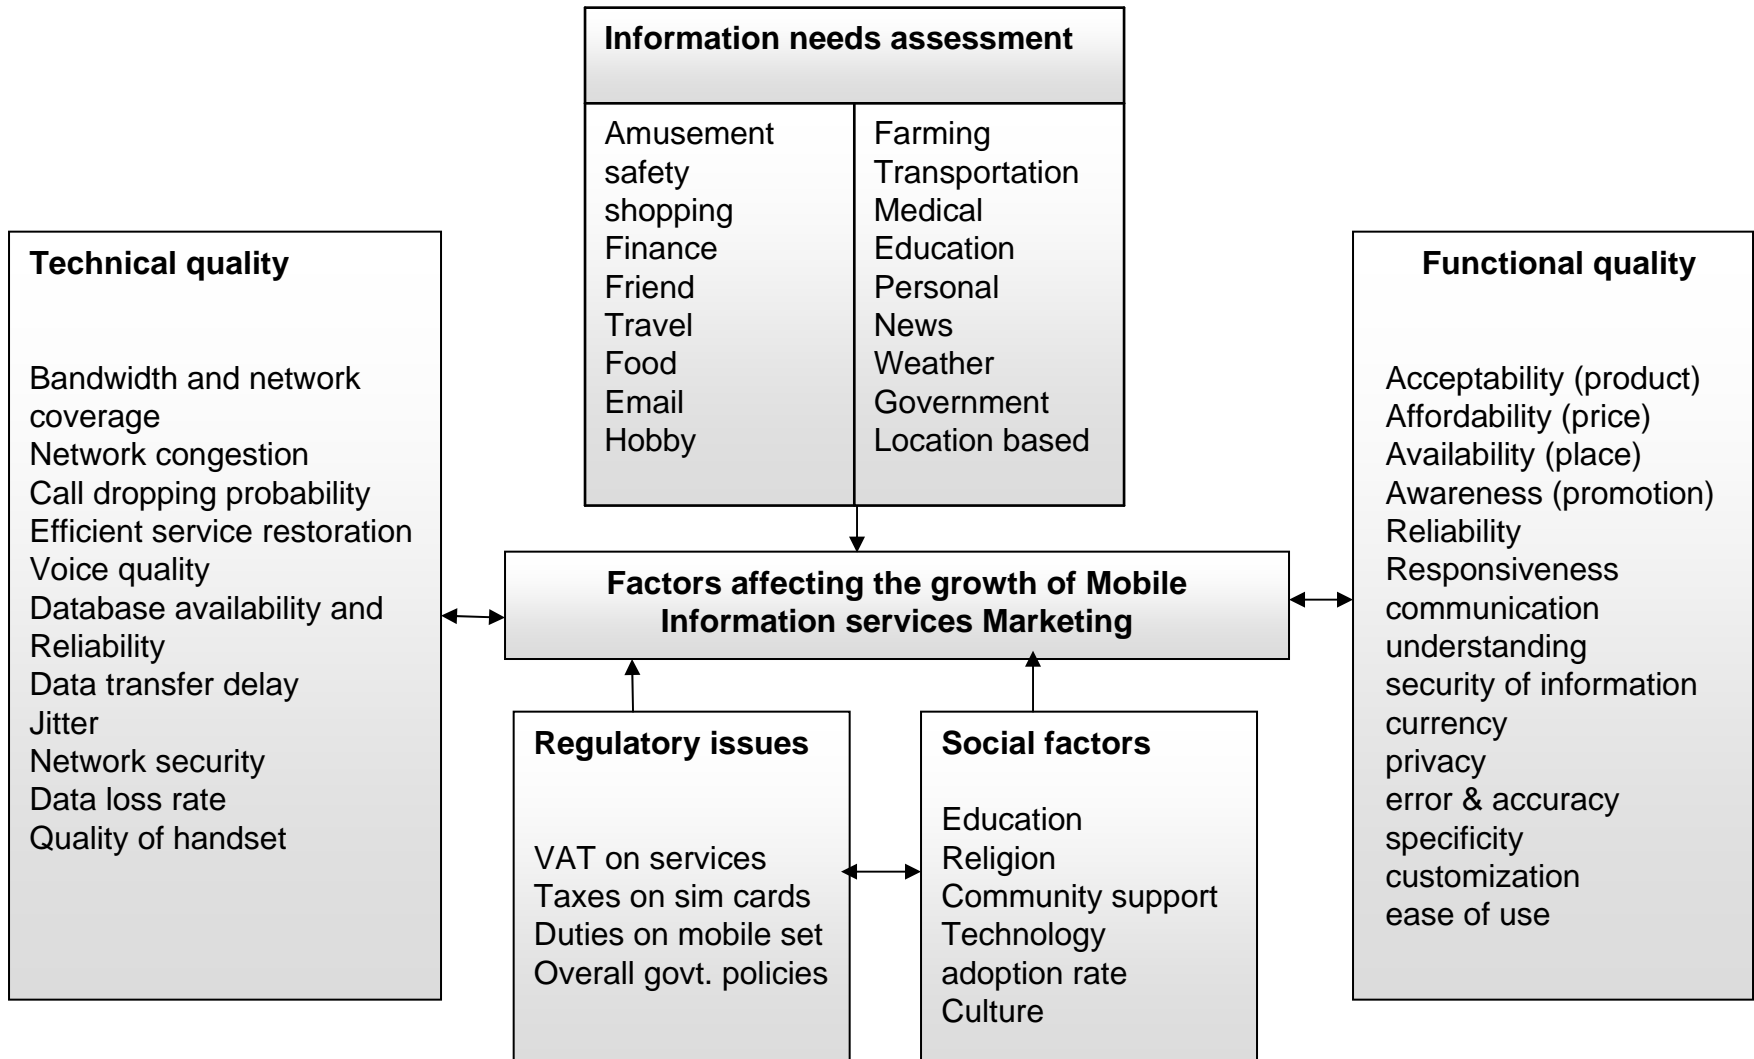 Information needs assessment
Amusement
safety
shopping
Finance
Friend
Travel
Food
Email
Hobby
Farming
Transportation
Medical
Education
Personal
News
Weather
Government
Location based
Technical quality
Bandwidth and network
coverage
Network congestion
Call dropping probability
Efficient service restoration
Voice quality
Database availability and
Reliability
Data transfer delay
Jitter
Network security
Data loss rate
Quality of handset
Factors affecting the growth of Mobile
Information services Marketing
Functional quality
Acceptability (product)
Affordability (price)
Availability (place)
Awareness (promotion)
Reliability
Responsiveness
communication
understanding
security of information
currency
privacy
error & accuracy
specificity
customization
ease of use
Regulatory issues
VAT on services
Taxes on sim cards
Duties on mobile set
Overall govt. policies
Social factors
Education
Religion
Community support
Technology
adoption rate
Culture